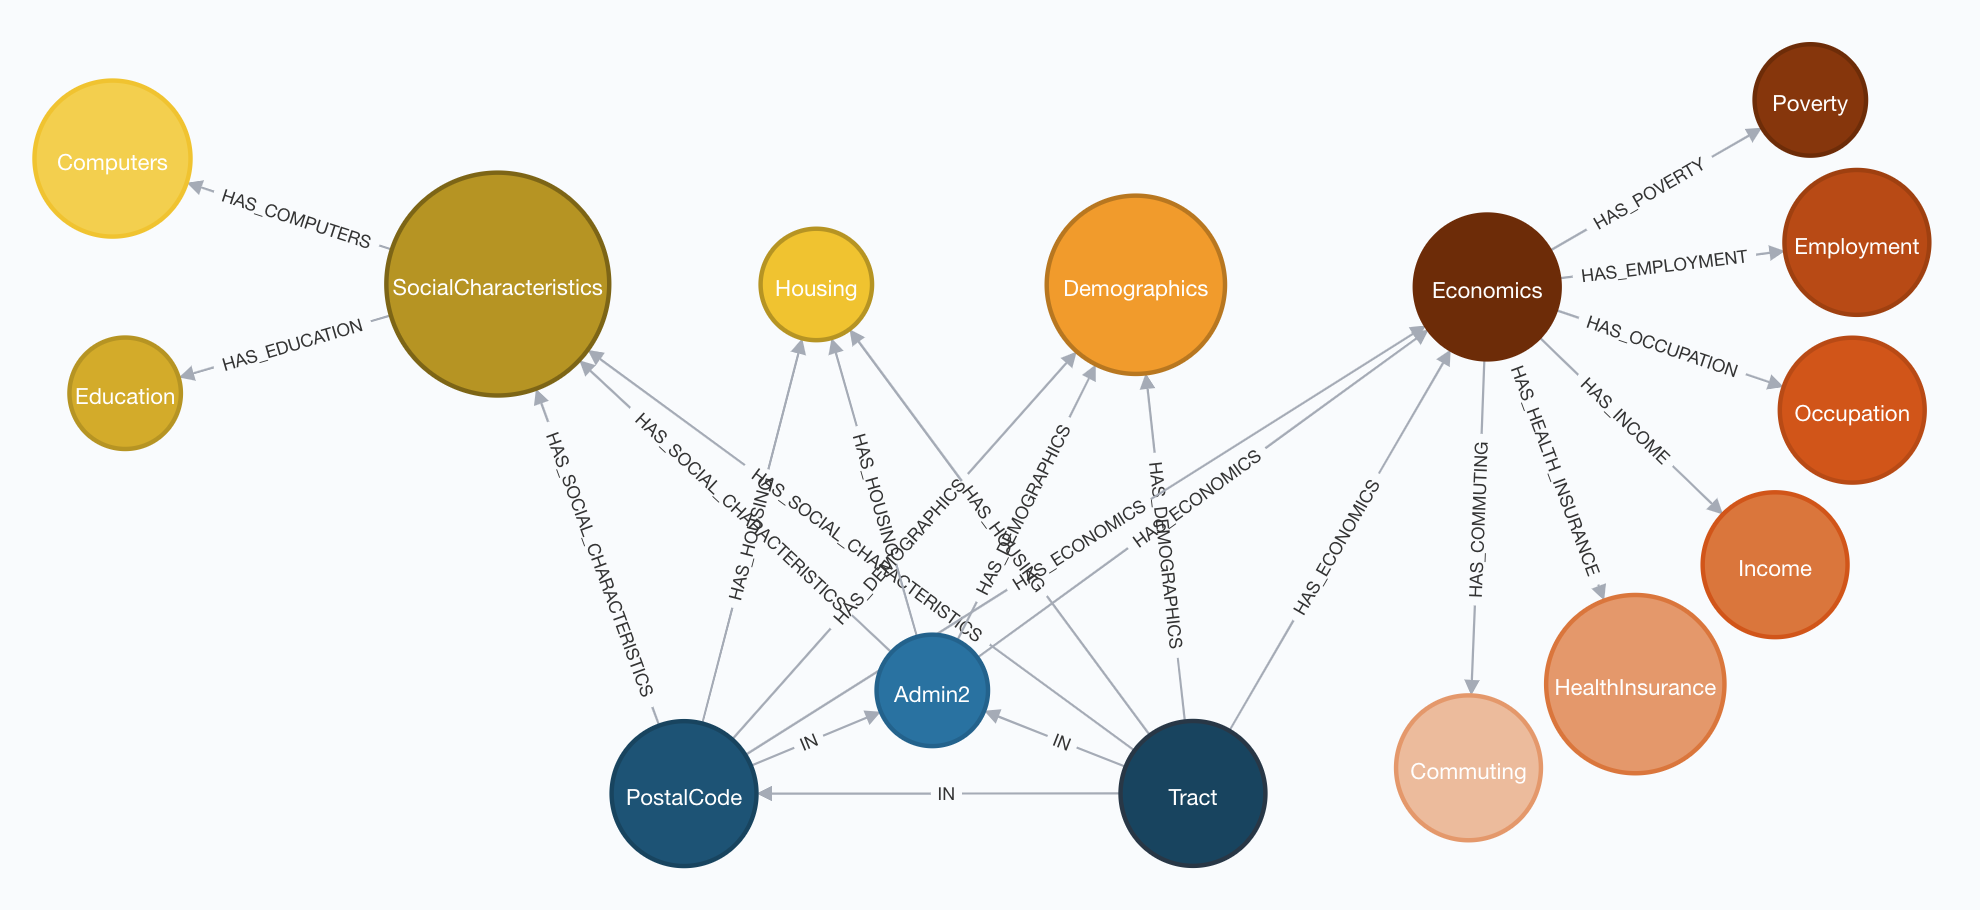 Poverty
Computers
HAS_POVERTY
HAS_COMPUTERS
Employment
HAS_EMPLOYMENT
SocialCharacteristics
Housing
Demographics
Economics
HAS_EDUCATION
HAS_OCCUPATION
Education
Occupation
HAS_INCOME
HAS_HEALTH_INSURANCE
HAS_COMMUTING
HAS_SOCIAL_CHARACTERISTICS
HAS_SOCIAL_CHARACTERISTICS
HAS_SOCIAL_CHARACTERISTICS
HAS_HOUSING
HAS_HOUSING
HAS_HOUSING
HAS_DEMOGRAPHICS
HAS_DEMOGRAPHICS
HAS_DEMOGRAPHICS
HAS_ECONOMICS
HAS_ECONOMICS
HAS_ECONOMICS
Income
HealthInsurance
Admin2
IN
IN
Commuting
PostalCode
IN
Tract